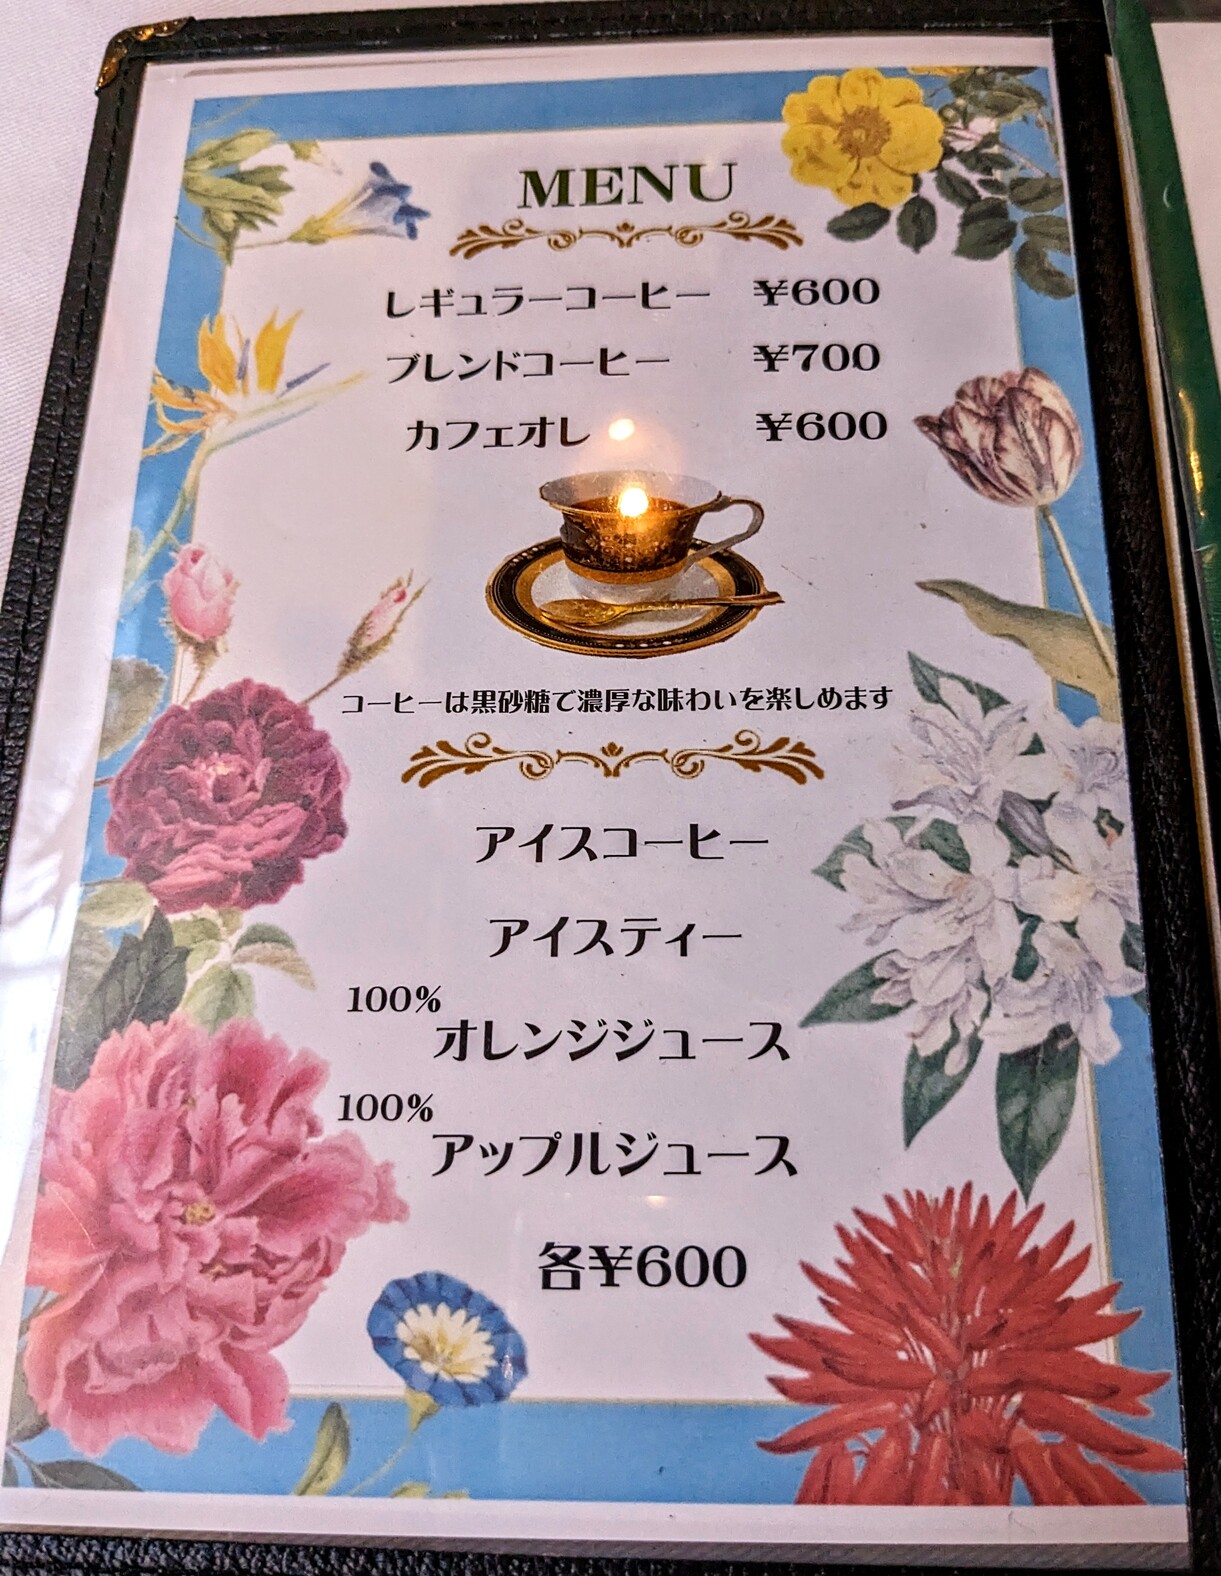 MENU
レギュラーコーヒー ¥600
ブレンドコーヒー ¥700
カフェオレ ¥600
コーヒーは黒砂糖で濃厚な味わいを楽しめます
アイスコーヒー
アイスティー
100%
オレンジジュース
100%
アップルジュース
各¥600